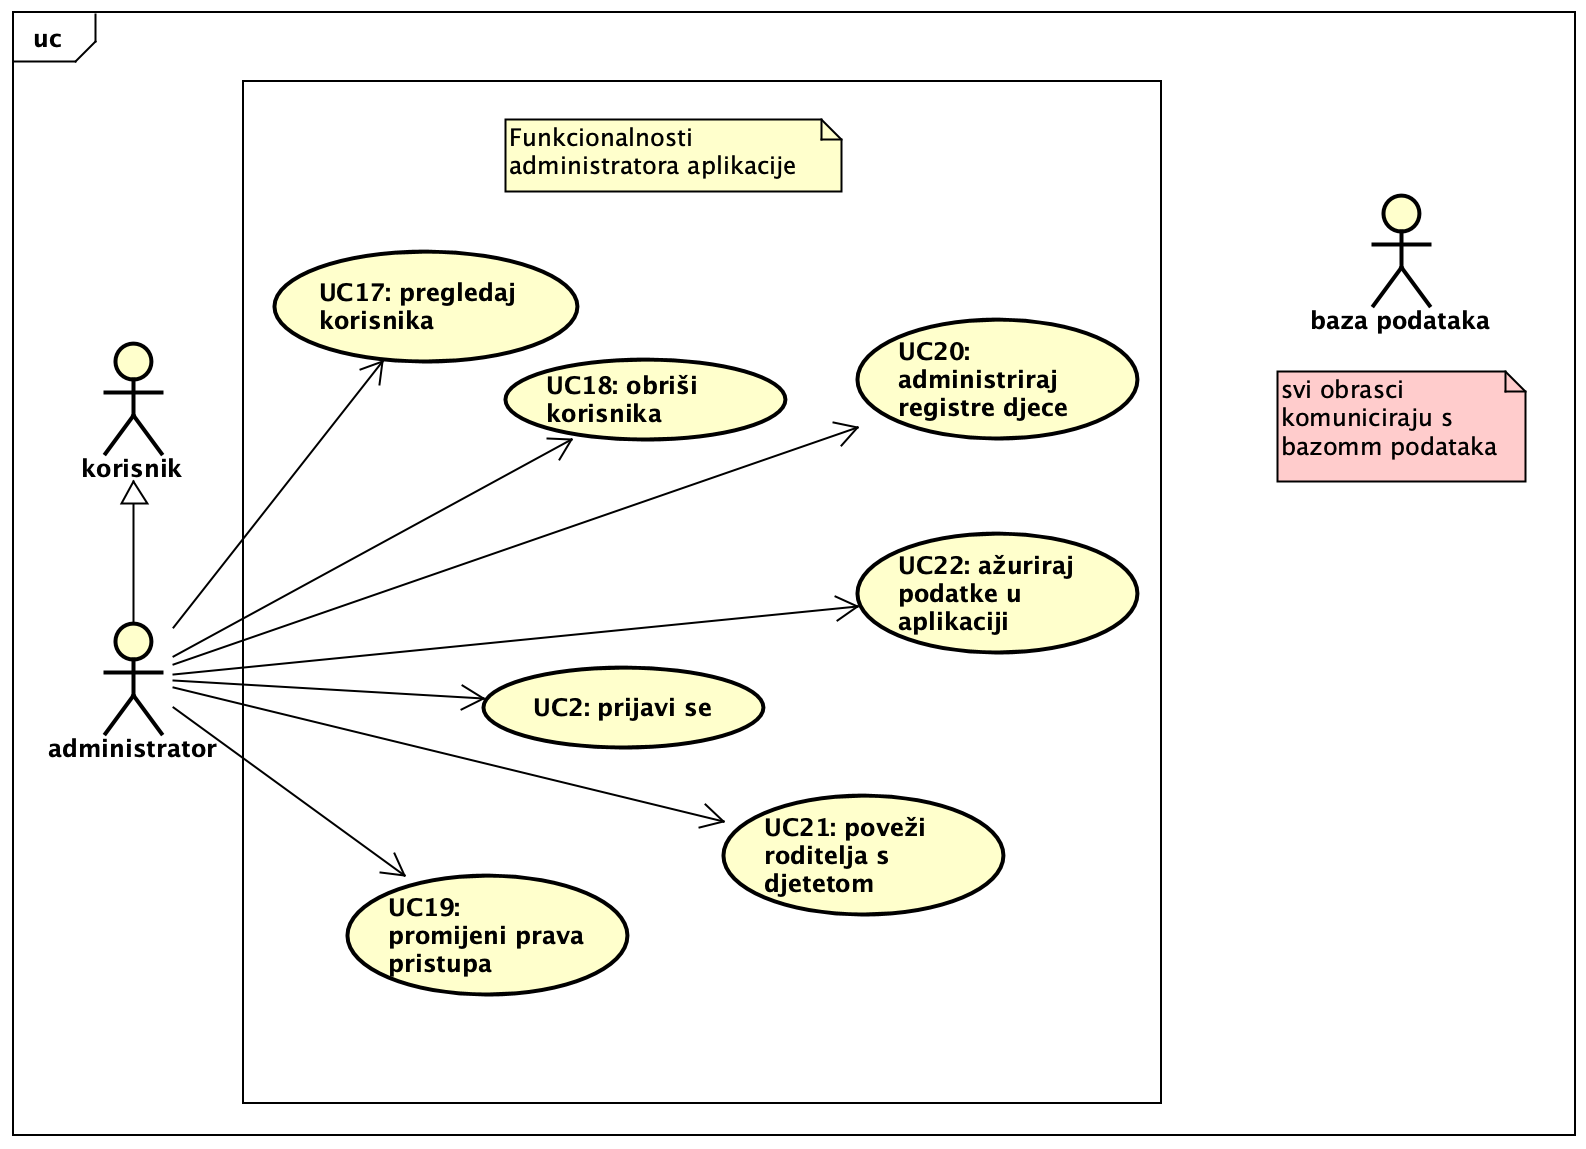 uc
Funkcionalnosti
administratora aplikacije
UC17: pregledaj
korisnika
baza podataka
UC18: obriši
korisnika
UC20:
administriraj
registre djece
svi obrasci
komuniciraju s
bazomm podataka
korisnik
UC22: ažuriraj
podatke u
aplikaciji
UC2: prijavi se
administrator
UC21: poveži
roditelja s
djetetom
UC19:
promijeni prava
pristupa